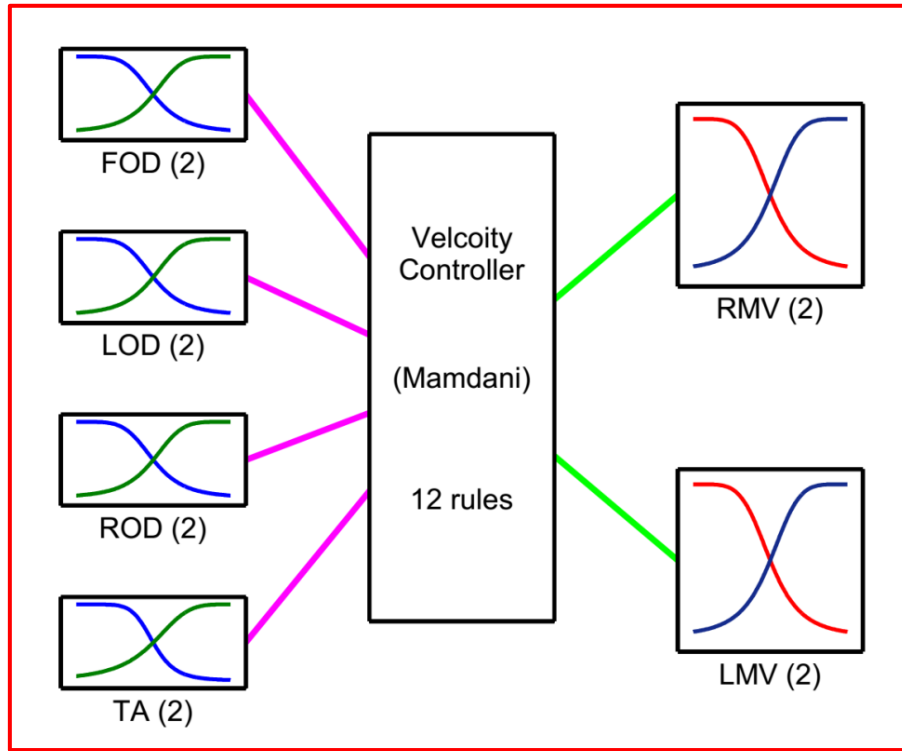 FOD (2)
LOD (2)
ROD (2)
TA (2)
Velcoity
Controller
(Mamdani)
12 rules
RMV (2)
LMV (2)